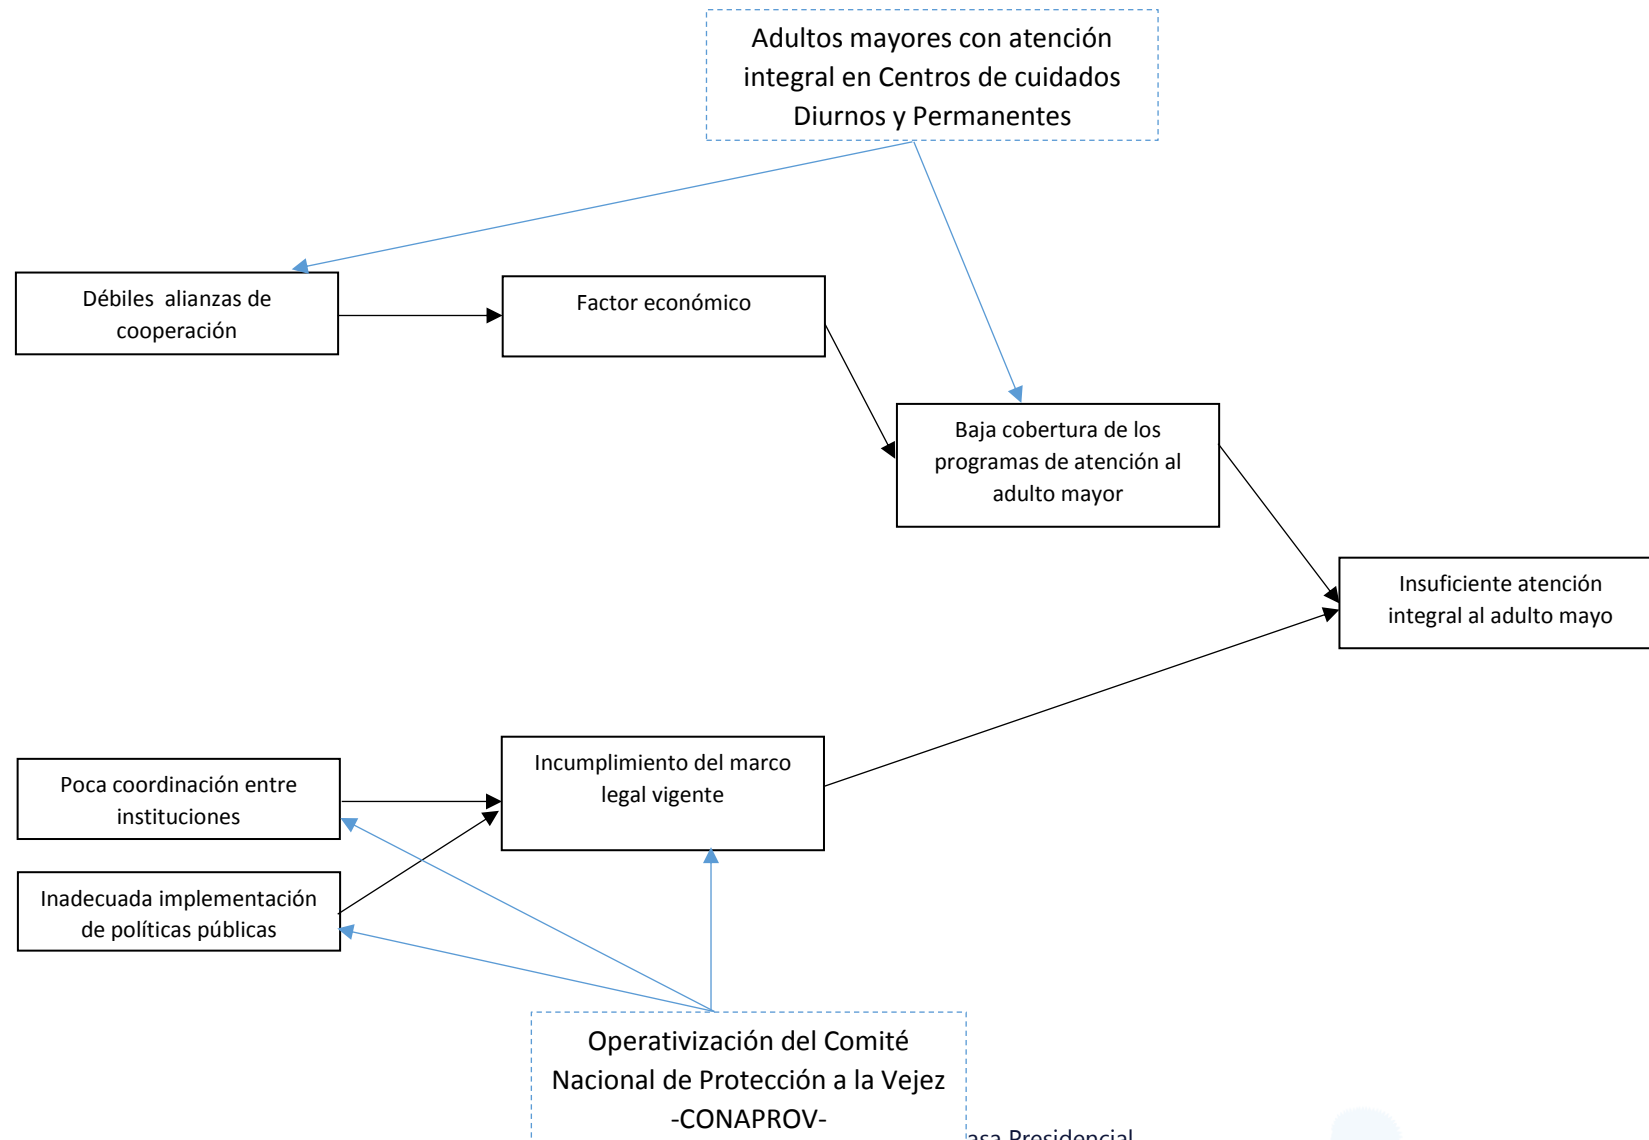 Adultos mayores con atención
integral en Centros de cuidados
Diurnos y Permanentes
Débiles  alianzas de
cooperación
Factor económico
Baja cobertura de los
programas de atención al
adulto mayor
Insuficiente atención
integral al adulto mayo
Incumplimiento del marco
legal vigente
Poca coordinación entre
instituciones
Inadecuada implementación
de políticas públicas
Operativización del Comité
Nacional de Protección a la Vejez
-CONAPROV-
Presidencial